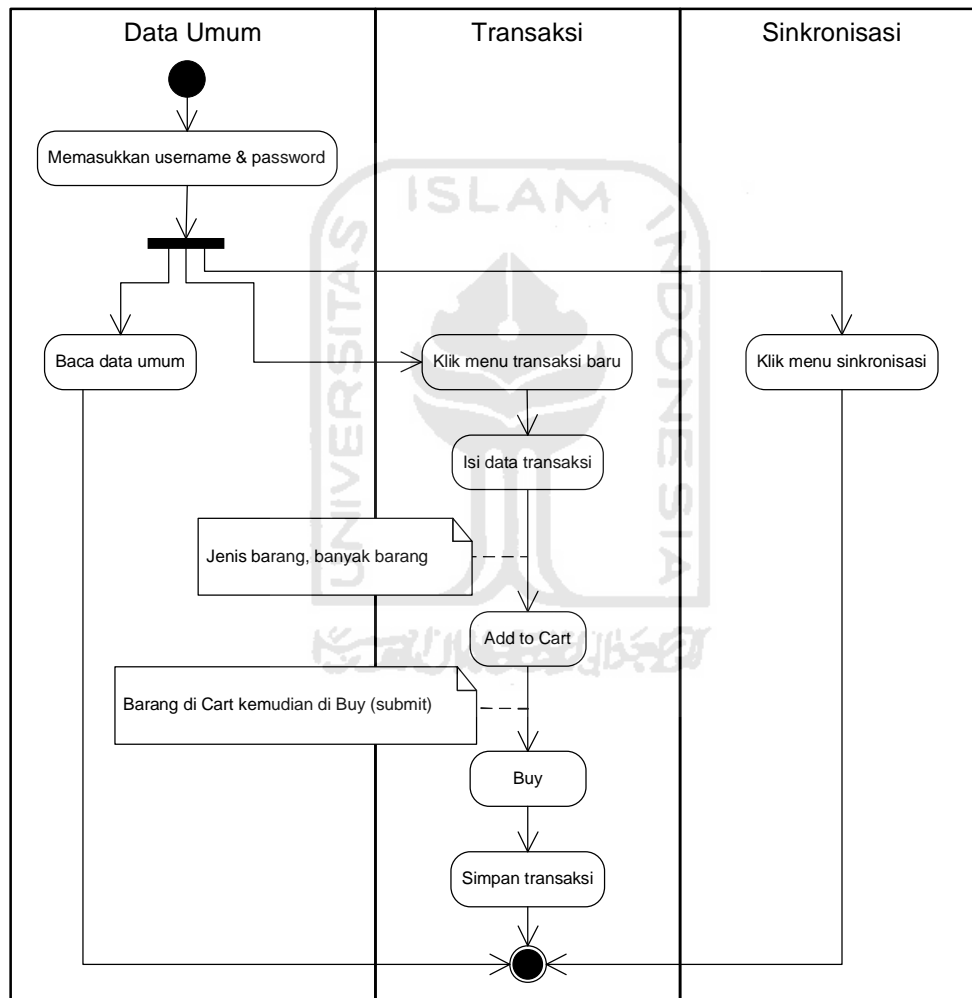 Data Umum
Transaksi
Sinkronisasi
Memasukkan username & password
Baca data umum
Klik menu transaksi baru
Klik menu sinkronisasi
Isi data transaksi
Jenis barang, banyak barang
Add to Cart
Barang di Cart kemudian di Buy (submit)
Buy
Simpan transaksi
UNIVERSITAS
ISLAM
INDONESIA